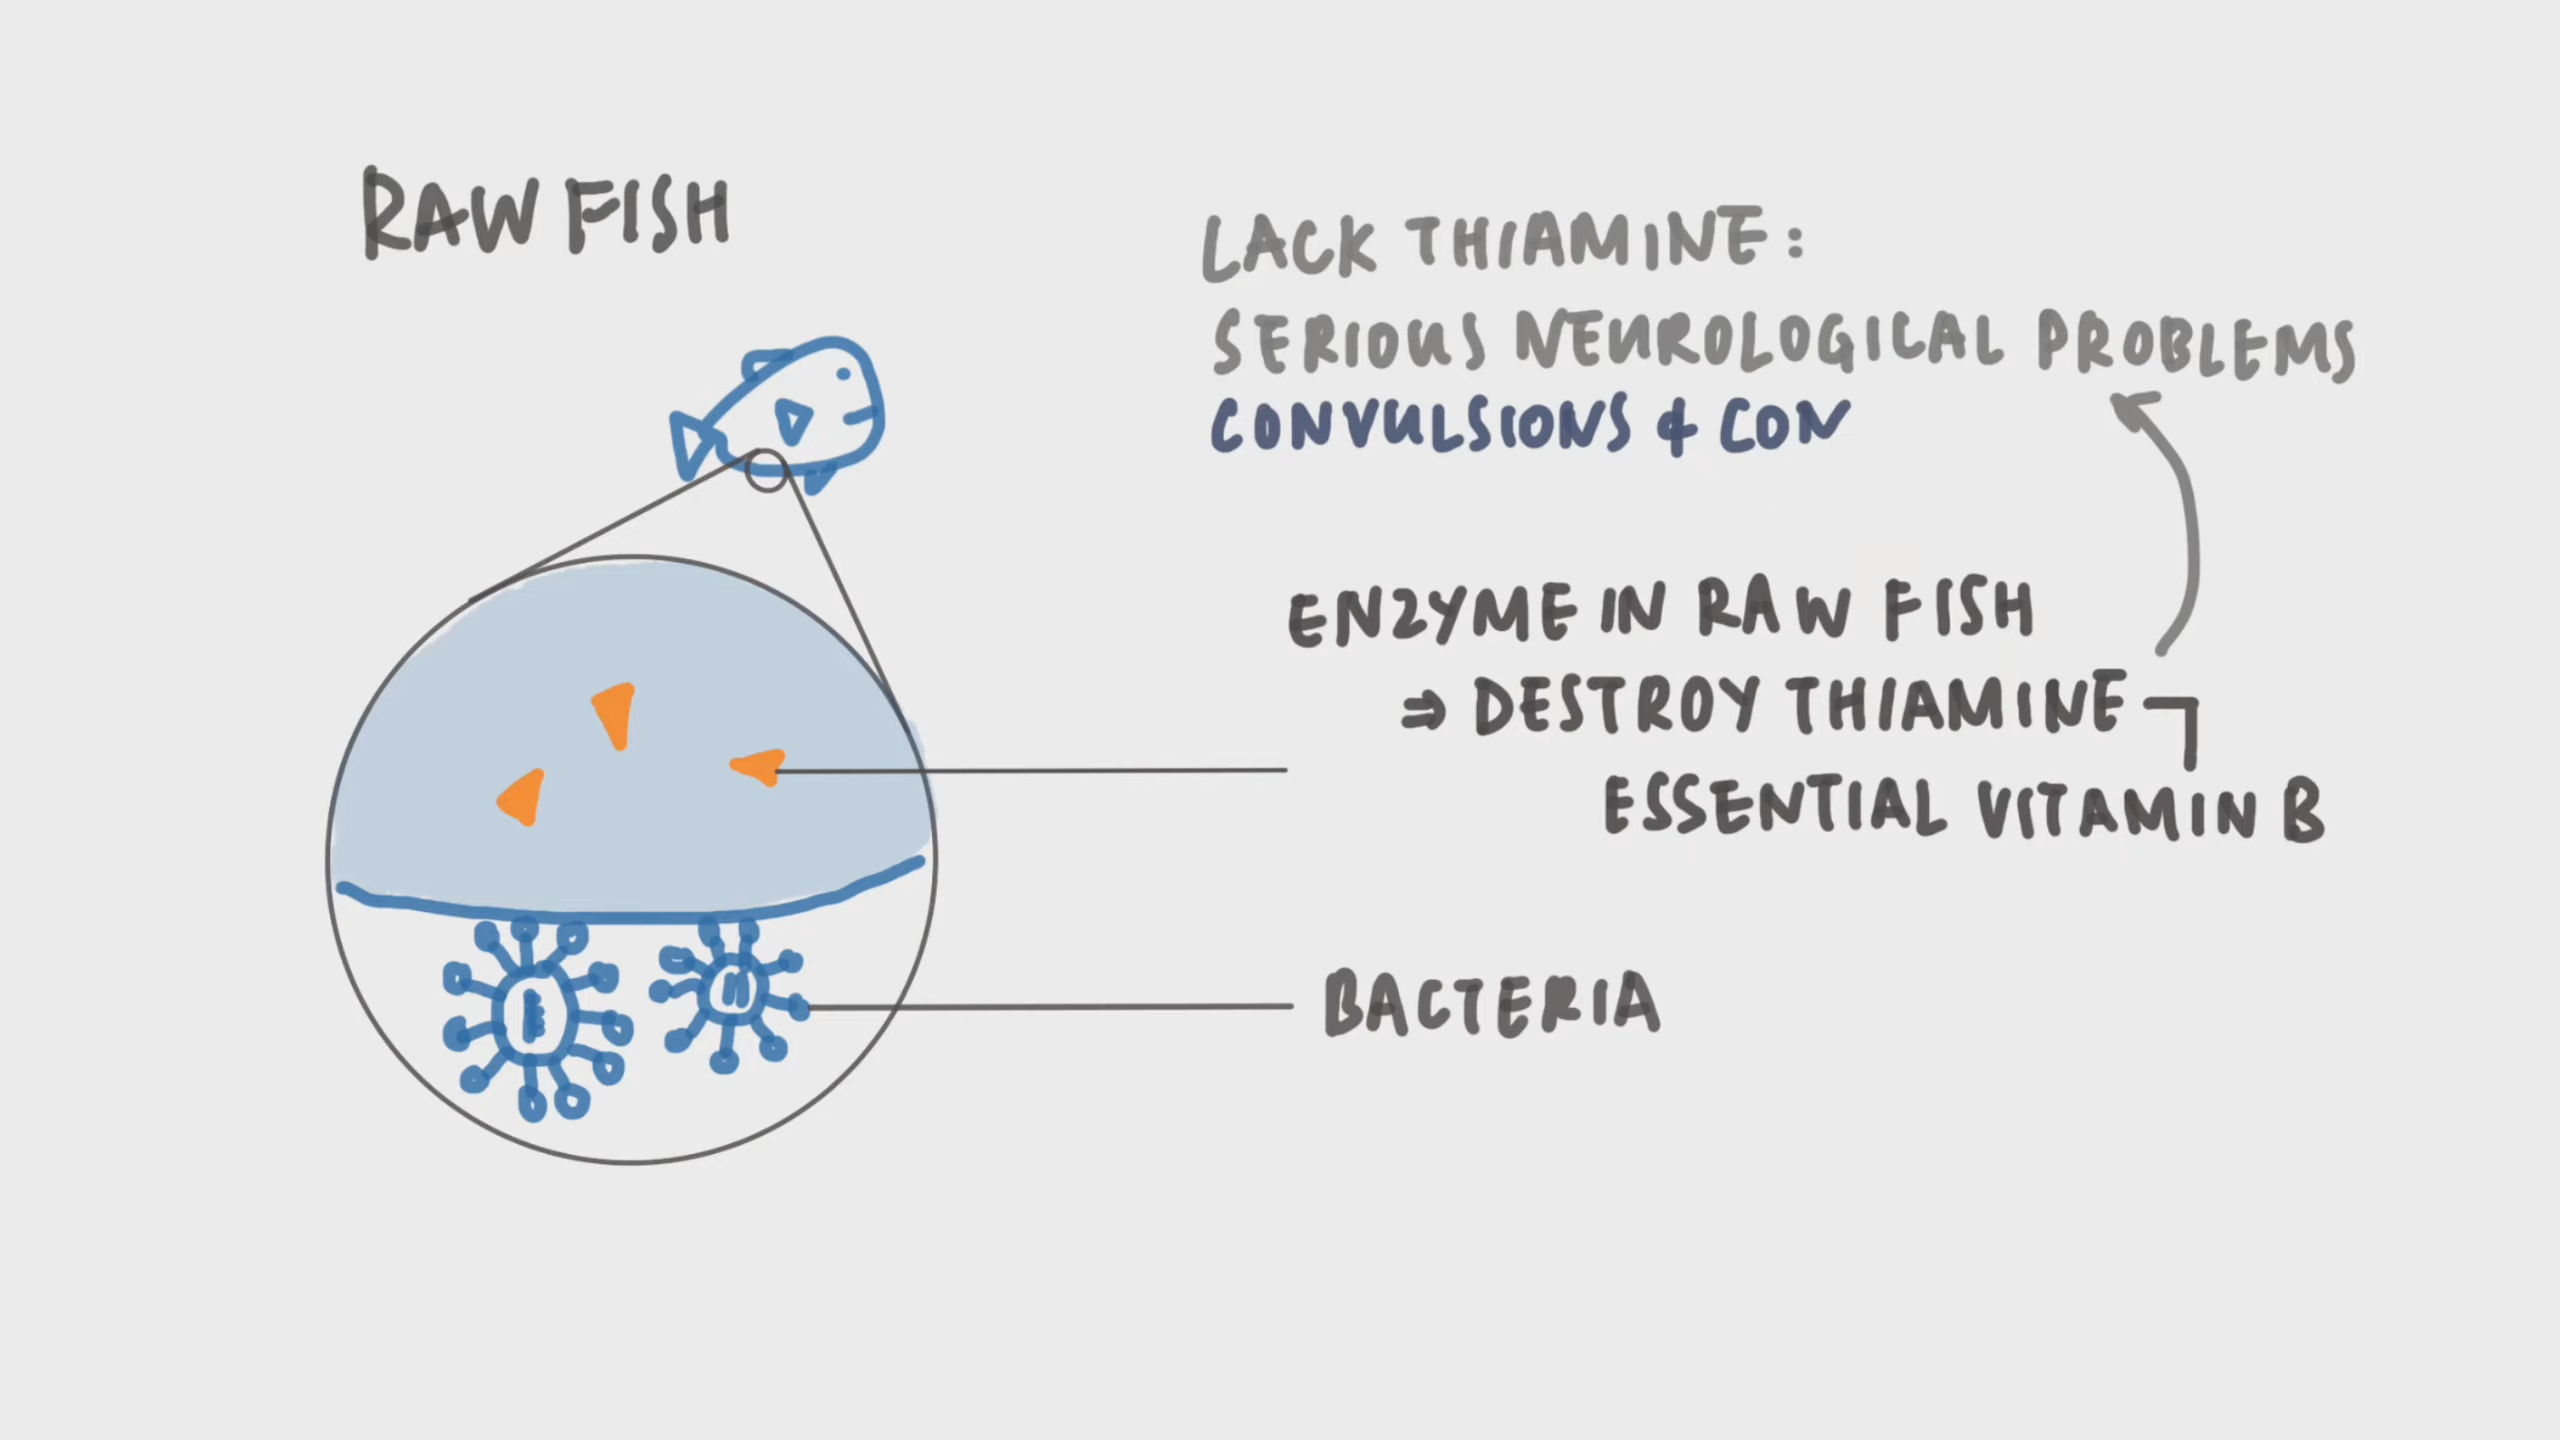 RAW FISH
LACK THIAMINE:
SERIOUS NEUROLOGICAL PROBLEMS
CONVULSIONS & CON
ENZYME IN RAW FISH
⇒ DESTROY THIAMINE
ESSENTIAL VITAMIN B
BACTERIA